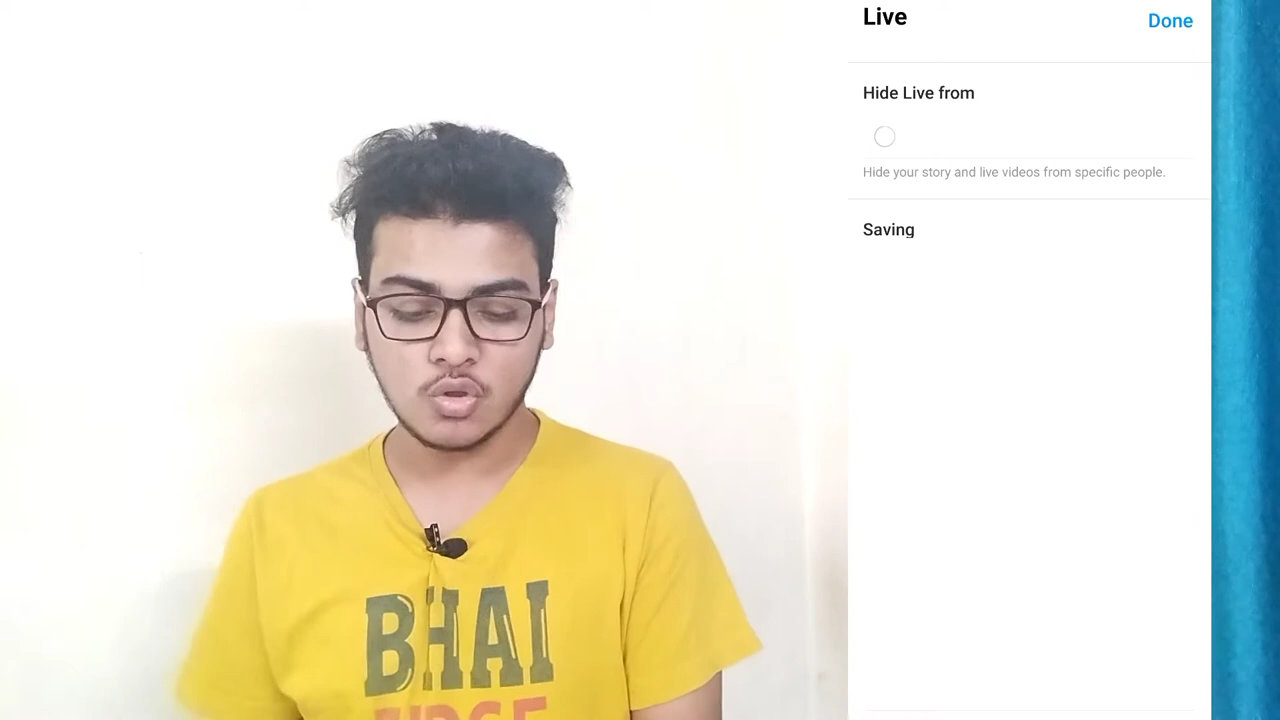 Live
Done
Hide Live from
Hide your story and live videos from specific people.
Saving
BHAI